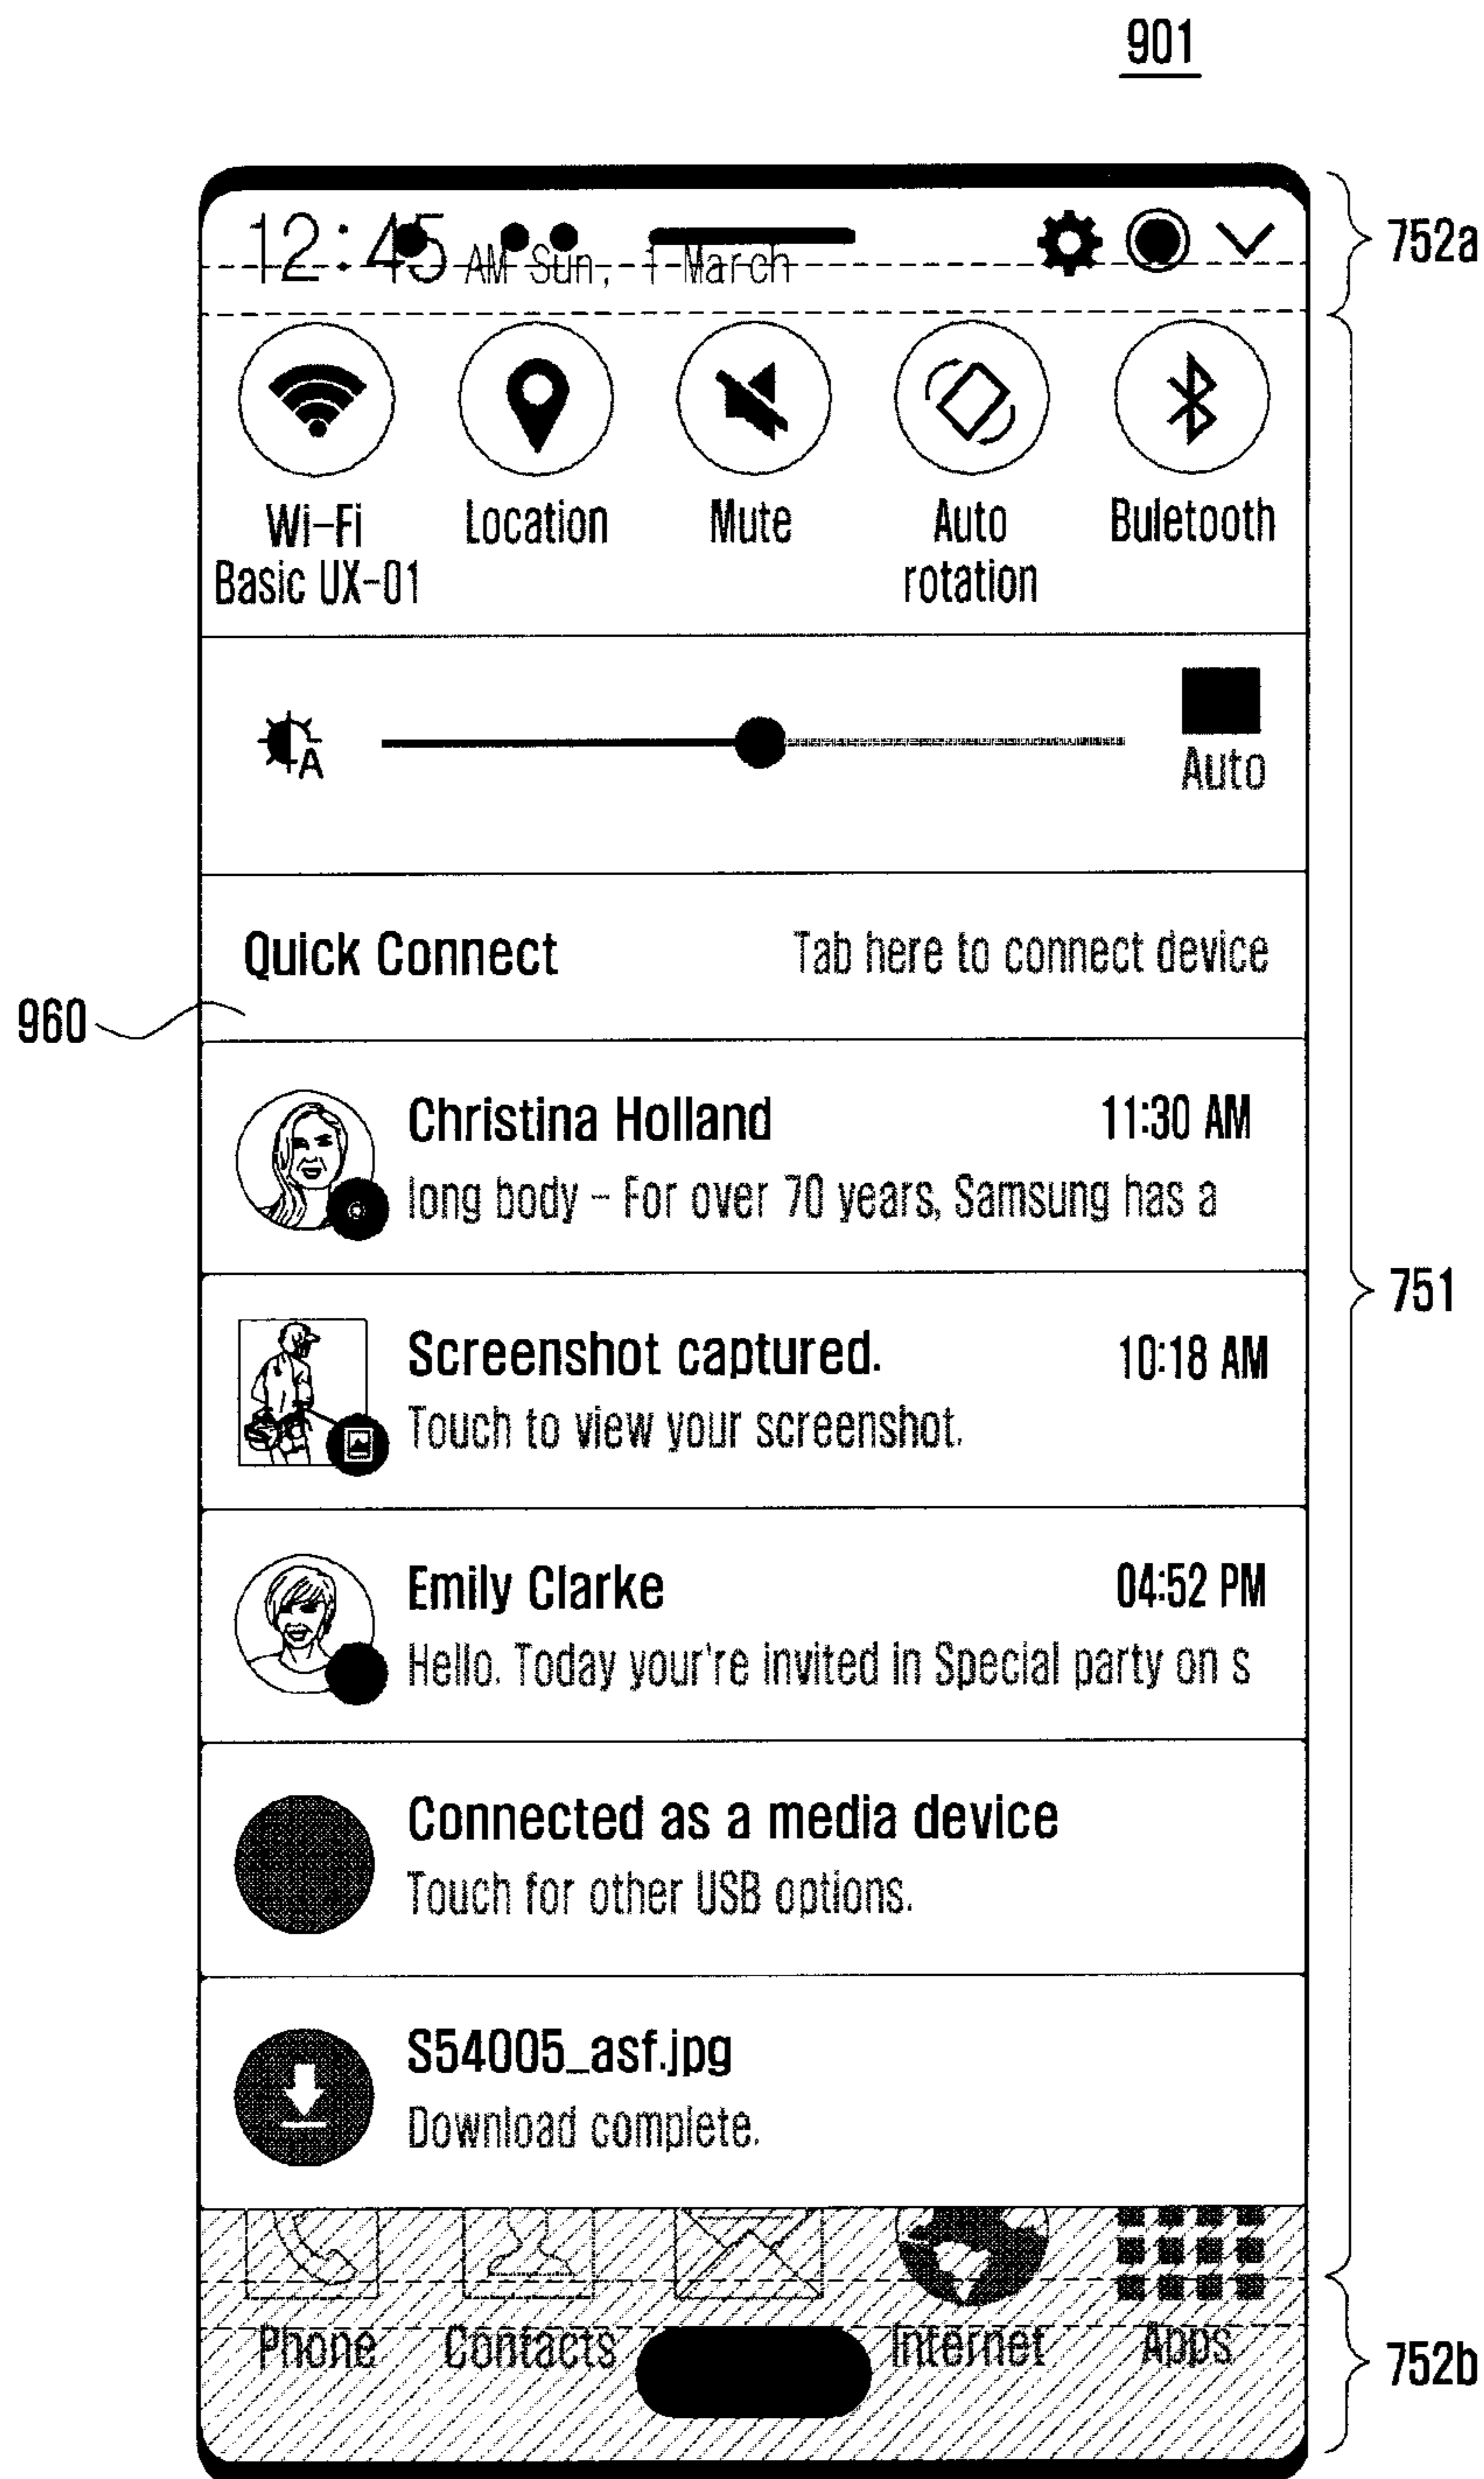 901
12:45 AM Sun, 1 March
752a
Wi-Fi
Location
Mute
Auto
Buletooth
Basic UX-01
rotation
A
Auto
Quick Connect
Tab here to connect device
960
Christina Holland
11:30 AM
long body - For over 70 years, Samsung has a
751
Screenshot captured.
10:18 AM
Touch to view your screenshot.
Emily Clarke
04:52 PM
Hello. Today your're invited in Special party on s
Connected as a media device
Touch for other USB options.
S54005_asf.jpg
Download complete.
Phone
Contacts
Internet
Apps
752b